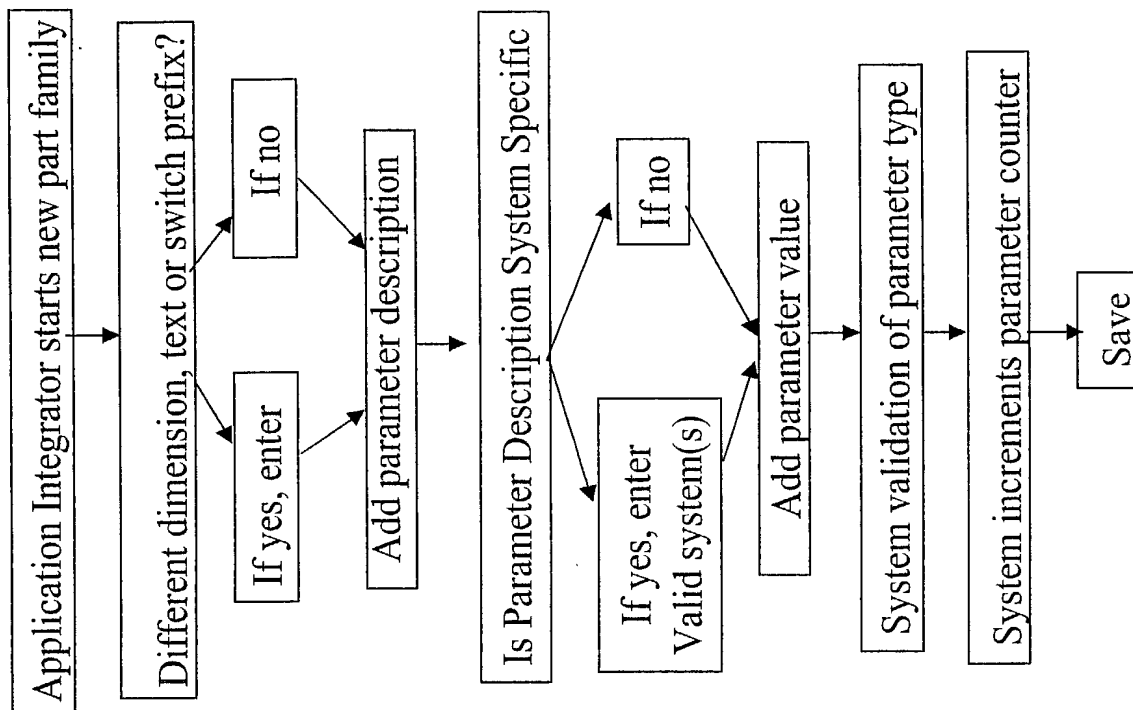 Application Integrator starts new part family
Different dimension, text or switch prefix?
If yes, enter
If no
Add parameter description
Is Parameter Description System Specific
If yes, enter
Valid system(s)
If no
Add parameter value
System validation of parameter type
System increments parameter counter
Save